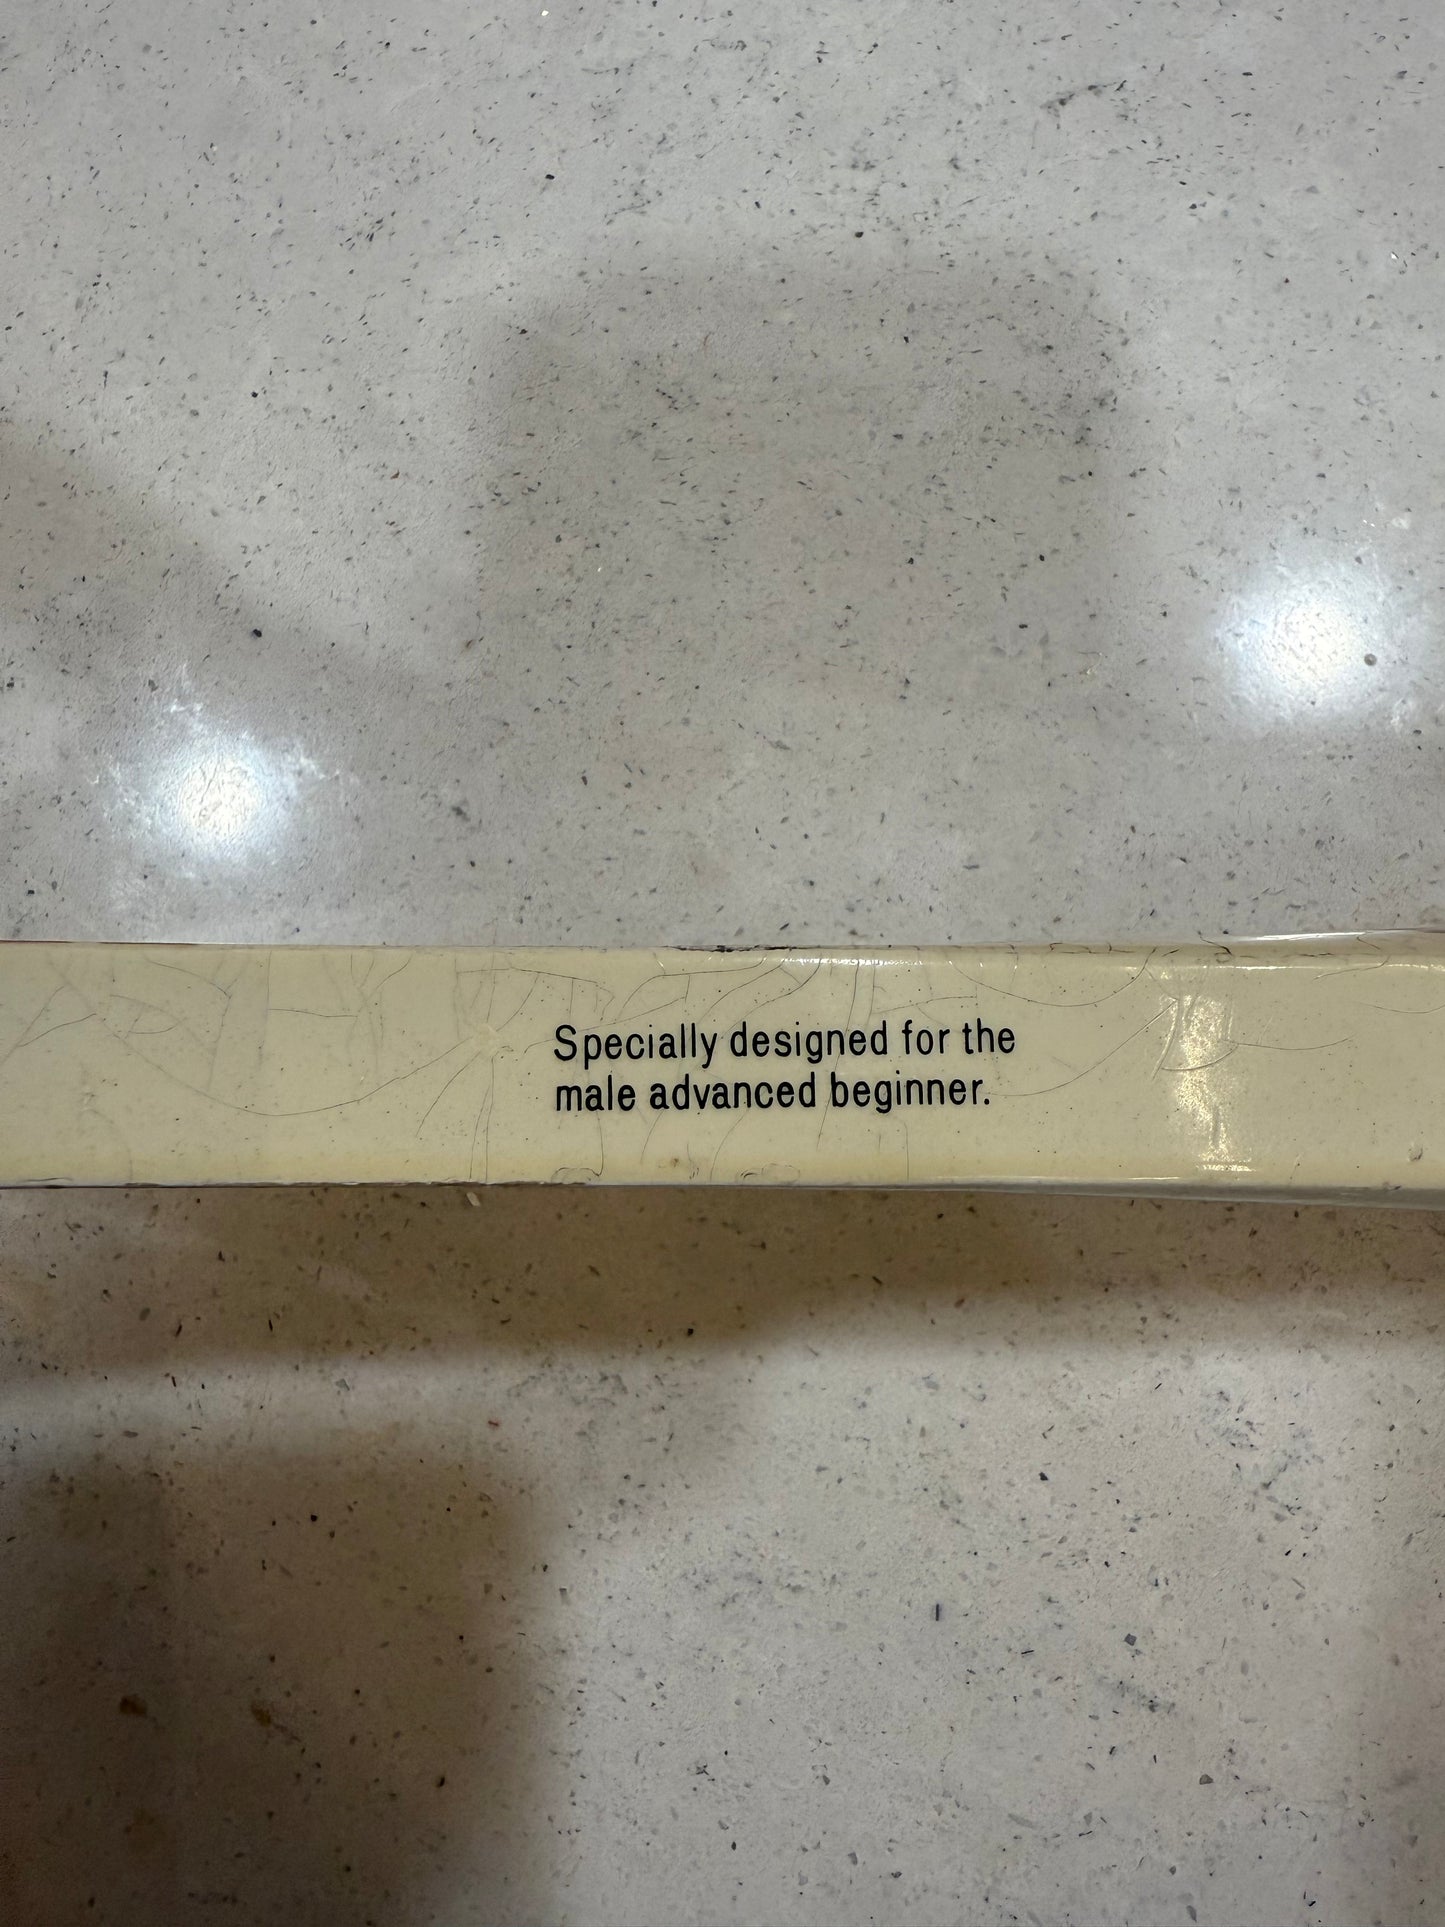 Specially designed for the
male advanced beginner.